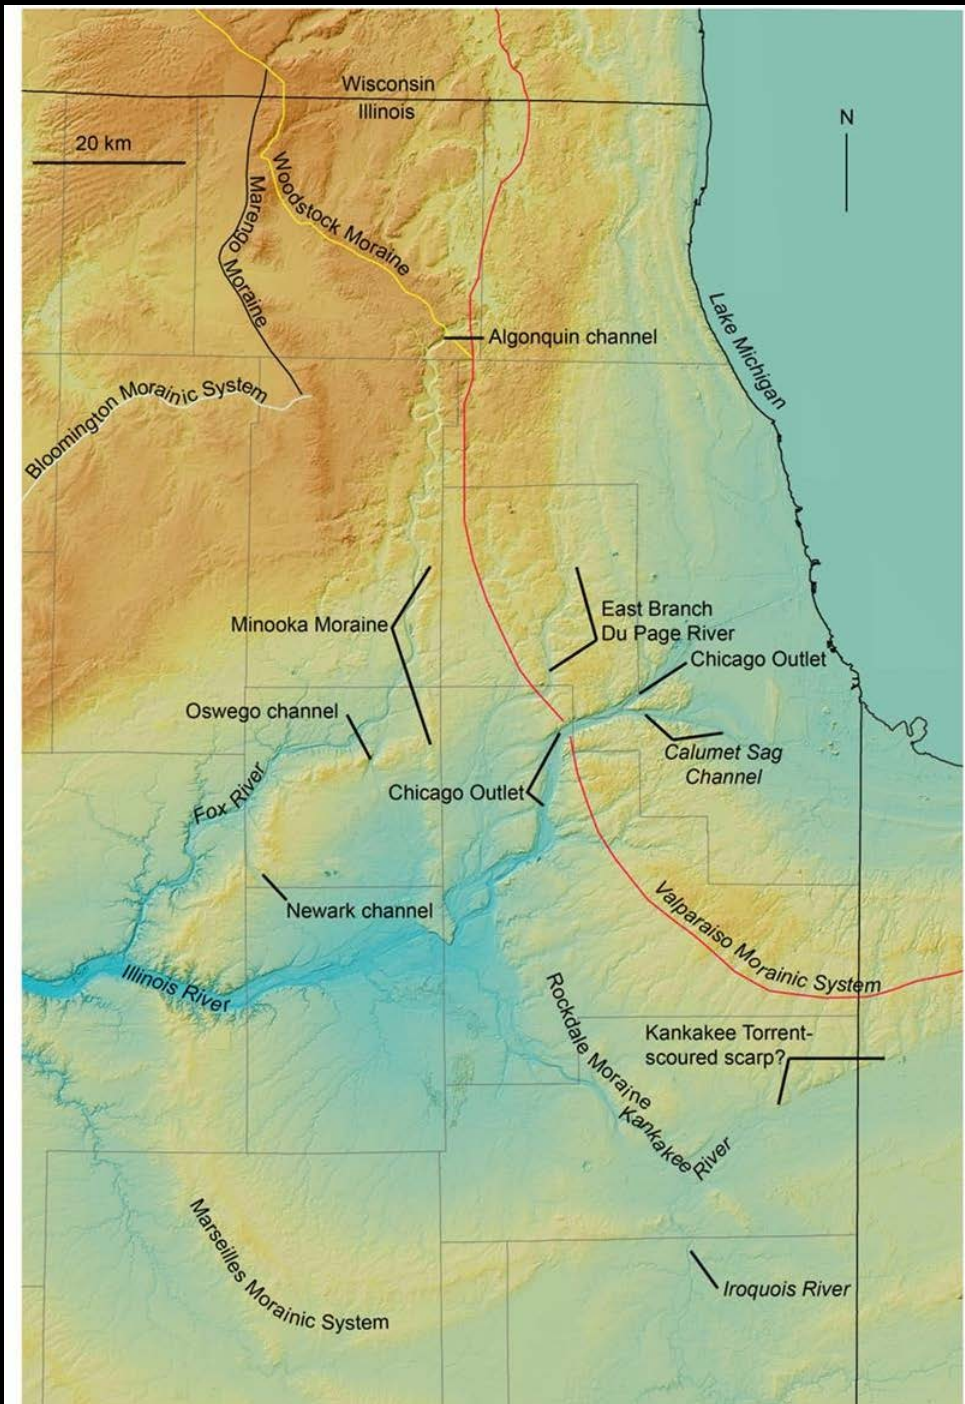 Wisconsin
Illinois
N
20 km
Woodstock Moraine
Marengo Moraine
Lake Michigan
Algonquin channel
Bloomington Morainic System
Minooka Moraine
East Branch
Du Page River
Chicago Outlet
Oswego channel
Calumet Sag
Channel
Chicago Outlet
Fox River
Newark channel
Valparaiso Morainic System
Illinois River
Rockdale Moraine
Kankakee Torrent-
scoured scarp?
Kankakee River
Marseilles Morainic System
Iroquois River